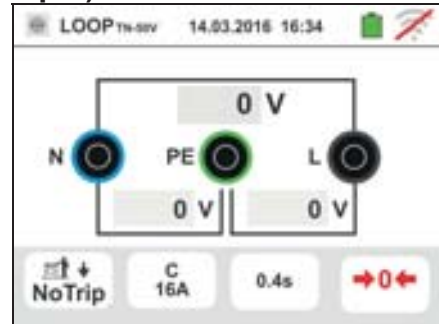 LOOP TN-50V 14.03.2016 16:34
0 V
N PE L
0 V 0 V
NoTrip C 16A 0.4s →0←